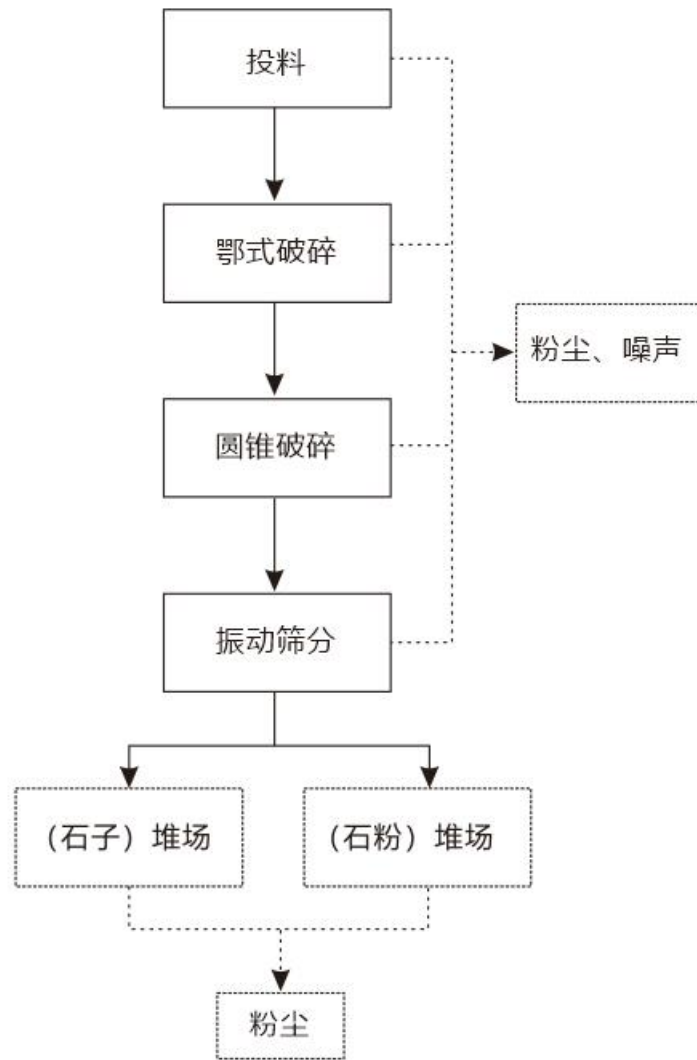 投料
鄂式破碎
粉尘、噪声
圆锥破碎
振动筛分
（石子）堆场
（石粉）堆场
粉尘